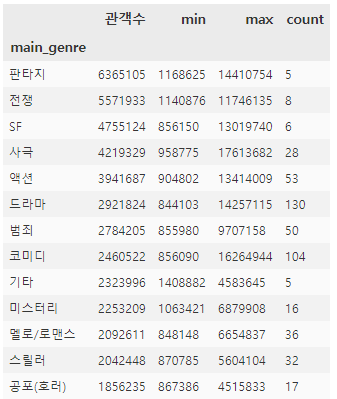 관객수 min max count
main_genre
판타지 6365105 1168625 14410754 5
전쟁 5571933 1140876 11746135 8
SF 4755124 856150 13019740 6
사극 4219329 958775 17613682 28
액션 3941687 904802 13414009 53
드라마 2921824 844103 14257115 130
범죄 2784205 855980 9707158 50
코미디 2460522 856090 16264944 104
기타 2323996 1408882 4583645 5
미스터리 2253209 1063421 6879908 16
멜로/로맨스 2092611 848148 6654837 36
스릴러 2042448 870785 5604104 32
공포(호러) 1856235 867386 4515833 17